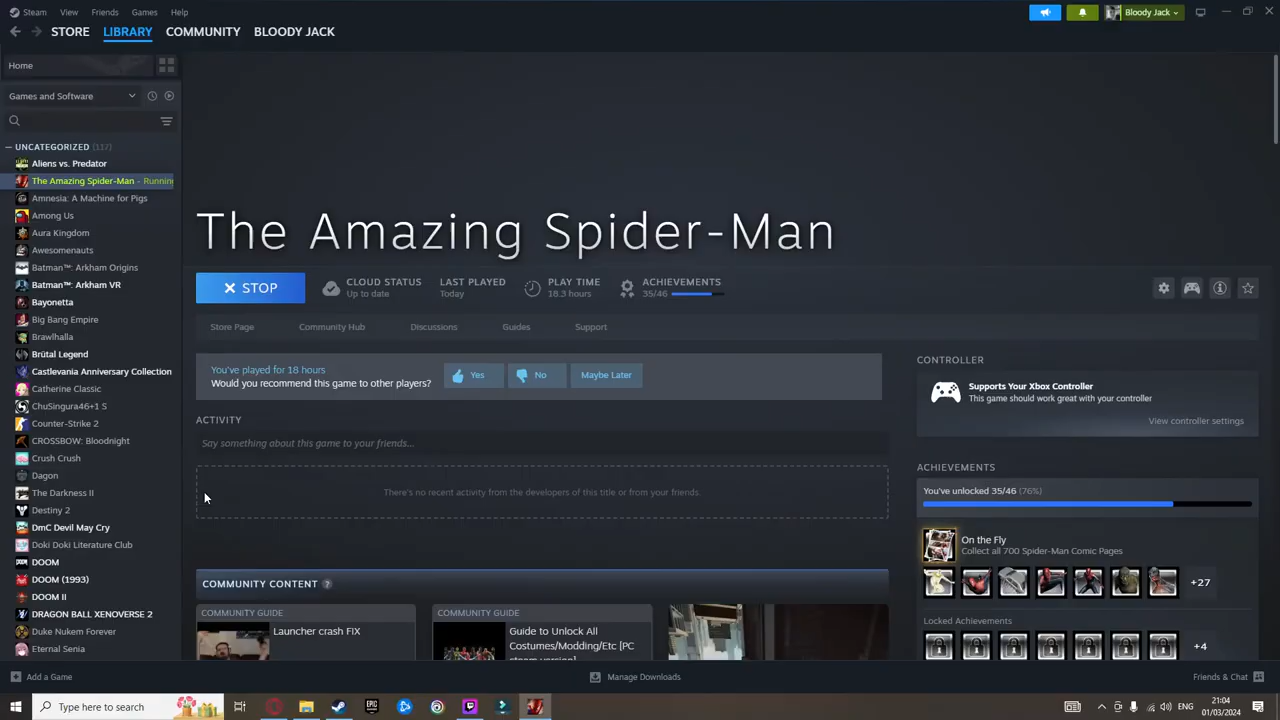 Steam View Friends Games Help
Bloody Jack
STORE LIBRARY COMMUNITY BLOODY JACK
Home
Games and Software
UNCATEGORIZED (117)
Aliens vs. Predator
The Amazing Spider-Man - Running
Amnesia: A Machine for Pigs
Among Us
Aura Kingdom
Awesomenauts
Batman™: Arkham Origins
Batman™: Arkham VR
Bayonetta
Big Bang Empire
Brawlhalla
Brütal Legend
Castlevania Anniversary Collection
Catherine Classic
ChuSingura46+1 S
Counter-Strike 2
CROSSBOW: Bloodnight
Crush Crush
Dagon
The Darkness II
Destiny 2
DmC Devil May Cry
Doki Doki Literature Club
DOOM
DOOM (1993)
DOOM II
DRAGON BALL XENOVERSE 2
Duke Nukem Forever
Eternal Senia
The Amazing Spider-Man
STOP
CLOUD STATUS
Up to date
LAST PLAYED
Today
PLAY TIME
18.3 hours
ACHIEVEMENTS
35/46
Store Page Community Hub Discussions Guides Support
You've played for 18 hours
Would you recommend this game to other players?
Yes No Maybe Later
ACTIVITY
Say something about this game to your friends...
There's no recent activity from the developers of this title or from your friends.
COMMUNITY CONTENT ?
COMMUNITY GUIDE
Launcher crash FIX
COMMUNITY GUIDE
Guide to Unlock All
Costumes/Modding/Etc [PC
steam version]
CONTROLLER
Supports Your Xbox Controller
This game should work great with your controller
View controller settings
ACHIEVEMENTS
You've unlocked 35/46 (76%)
On the Fly
Collect all 700 Spider-Man Comic Pages
+27
Locked Achievements
+4
Add a Game
Manage Downloads
Friends & Chat
Type here to search
EPIC
21:04
01/03/2024